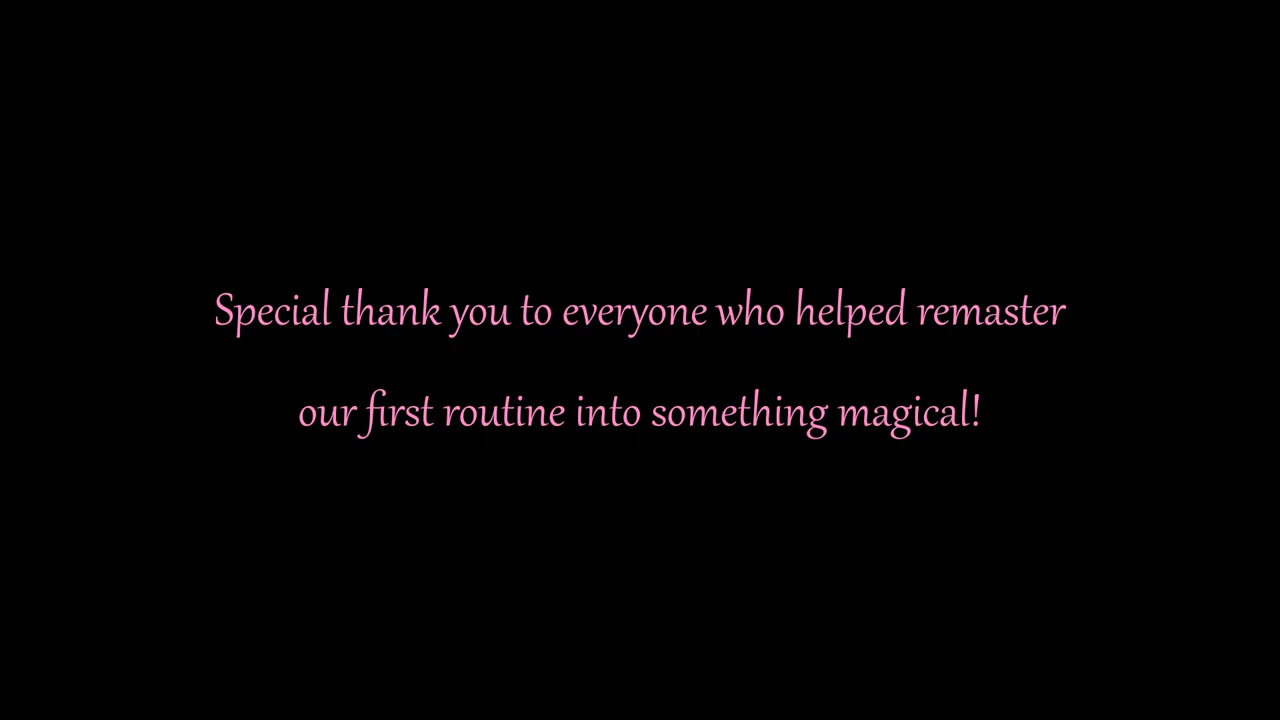 Special thank you to everyone who helped remaster
our first routine into something magical!